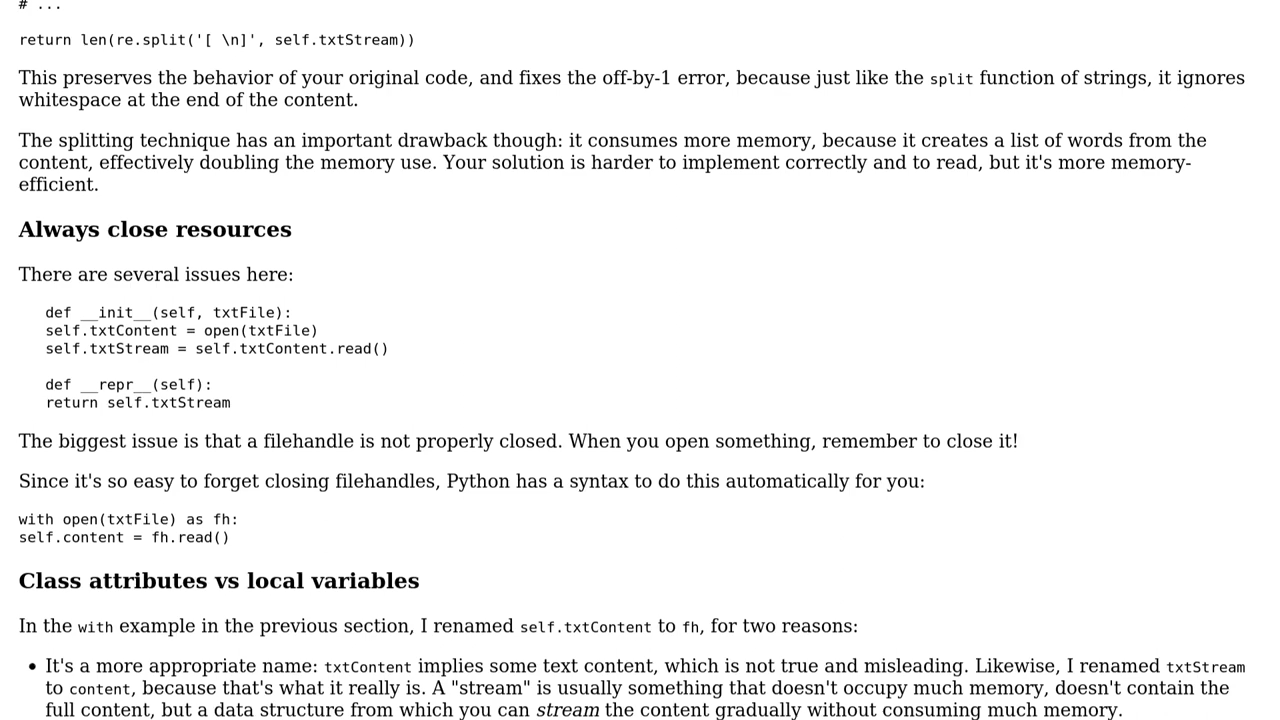 # ...
return len(re.split('[ \n]', self.txtStream))
This preserves the behavior of your original code, and fixes the off-by-1 error, because just like the split function of strings, it ignores
whitespace at the end of the content.
The splitting technique has an important drawback though: it consumes more memory, because it creates a list of words from the
content, effectively doubling the memory use. Your solution is harder to implement correctly and to read, but it's more memory-
efficient.
Always close resources
There are several issues here:
def __init__(self, txtFile):
self.txtContent = open(txtFile)
self.txtStream = self.txtContent.read()
def __repr__(self):
return self.txtStream
The biggest issue is that a filehandle is not properly closed. When you open something, remember to close it!
Since it's so easy to forget closing filehandles, Python has a syntax to do this automatically for you:
with open(txtFile) as fh:
self.content = fh.read()
Class attributes vs local variables
In the with example in the previous section, I renamed self.txtContent to fh, for two reasons:
• It's a more appropriate name: txtContent implies some text content, which is not true and misleading. Likewise, I renamed txtStream
to content, because that's what it really is. A "stream" is usually something that doesn't occupy much memory, doesn't contain the
full content, but a data structure from which you can stream the content gradually without consuming much memory.